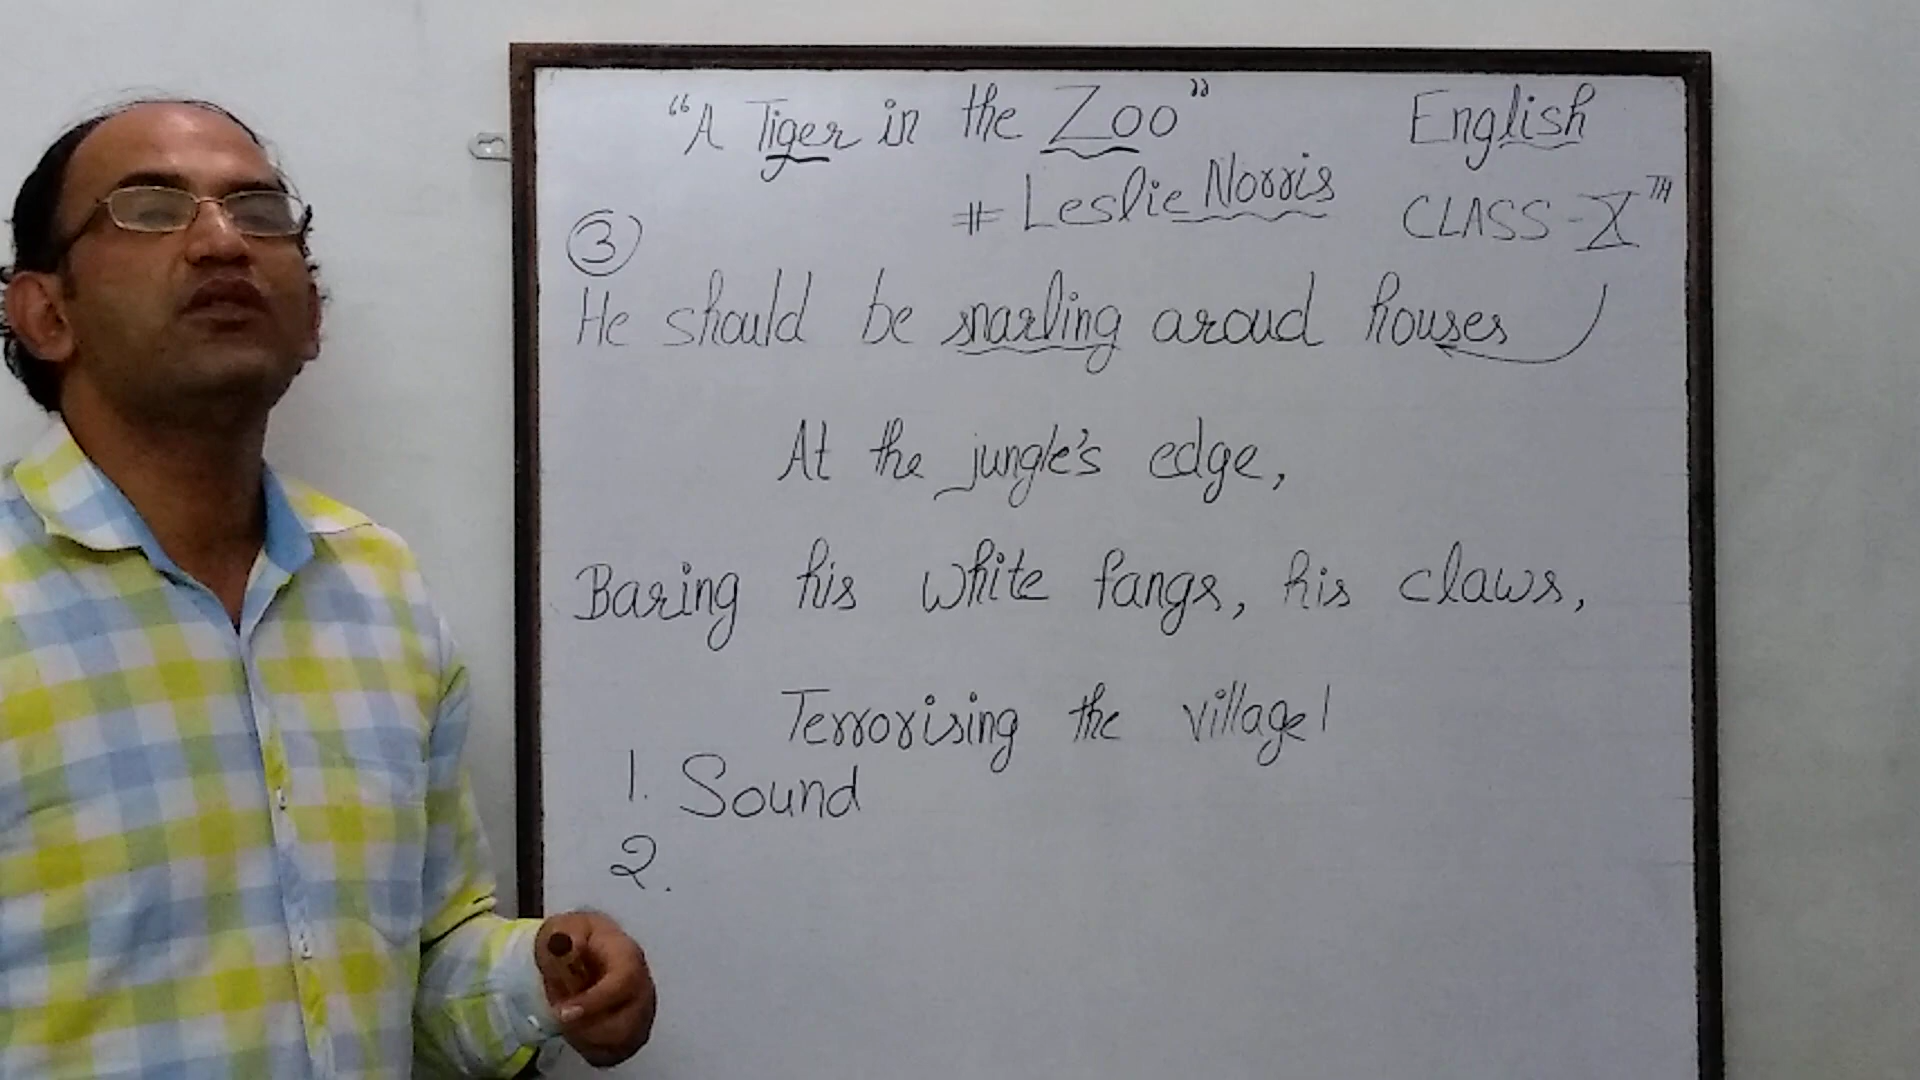 "A Tiger in the Zoo"
English
# Leslie Norris
CLASS-X TH
3
He should be snarling aroud houses
At the jungle's edge,
Baring his white fangs, his claws,
Terrorising the village!
1. Sound
2.